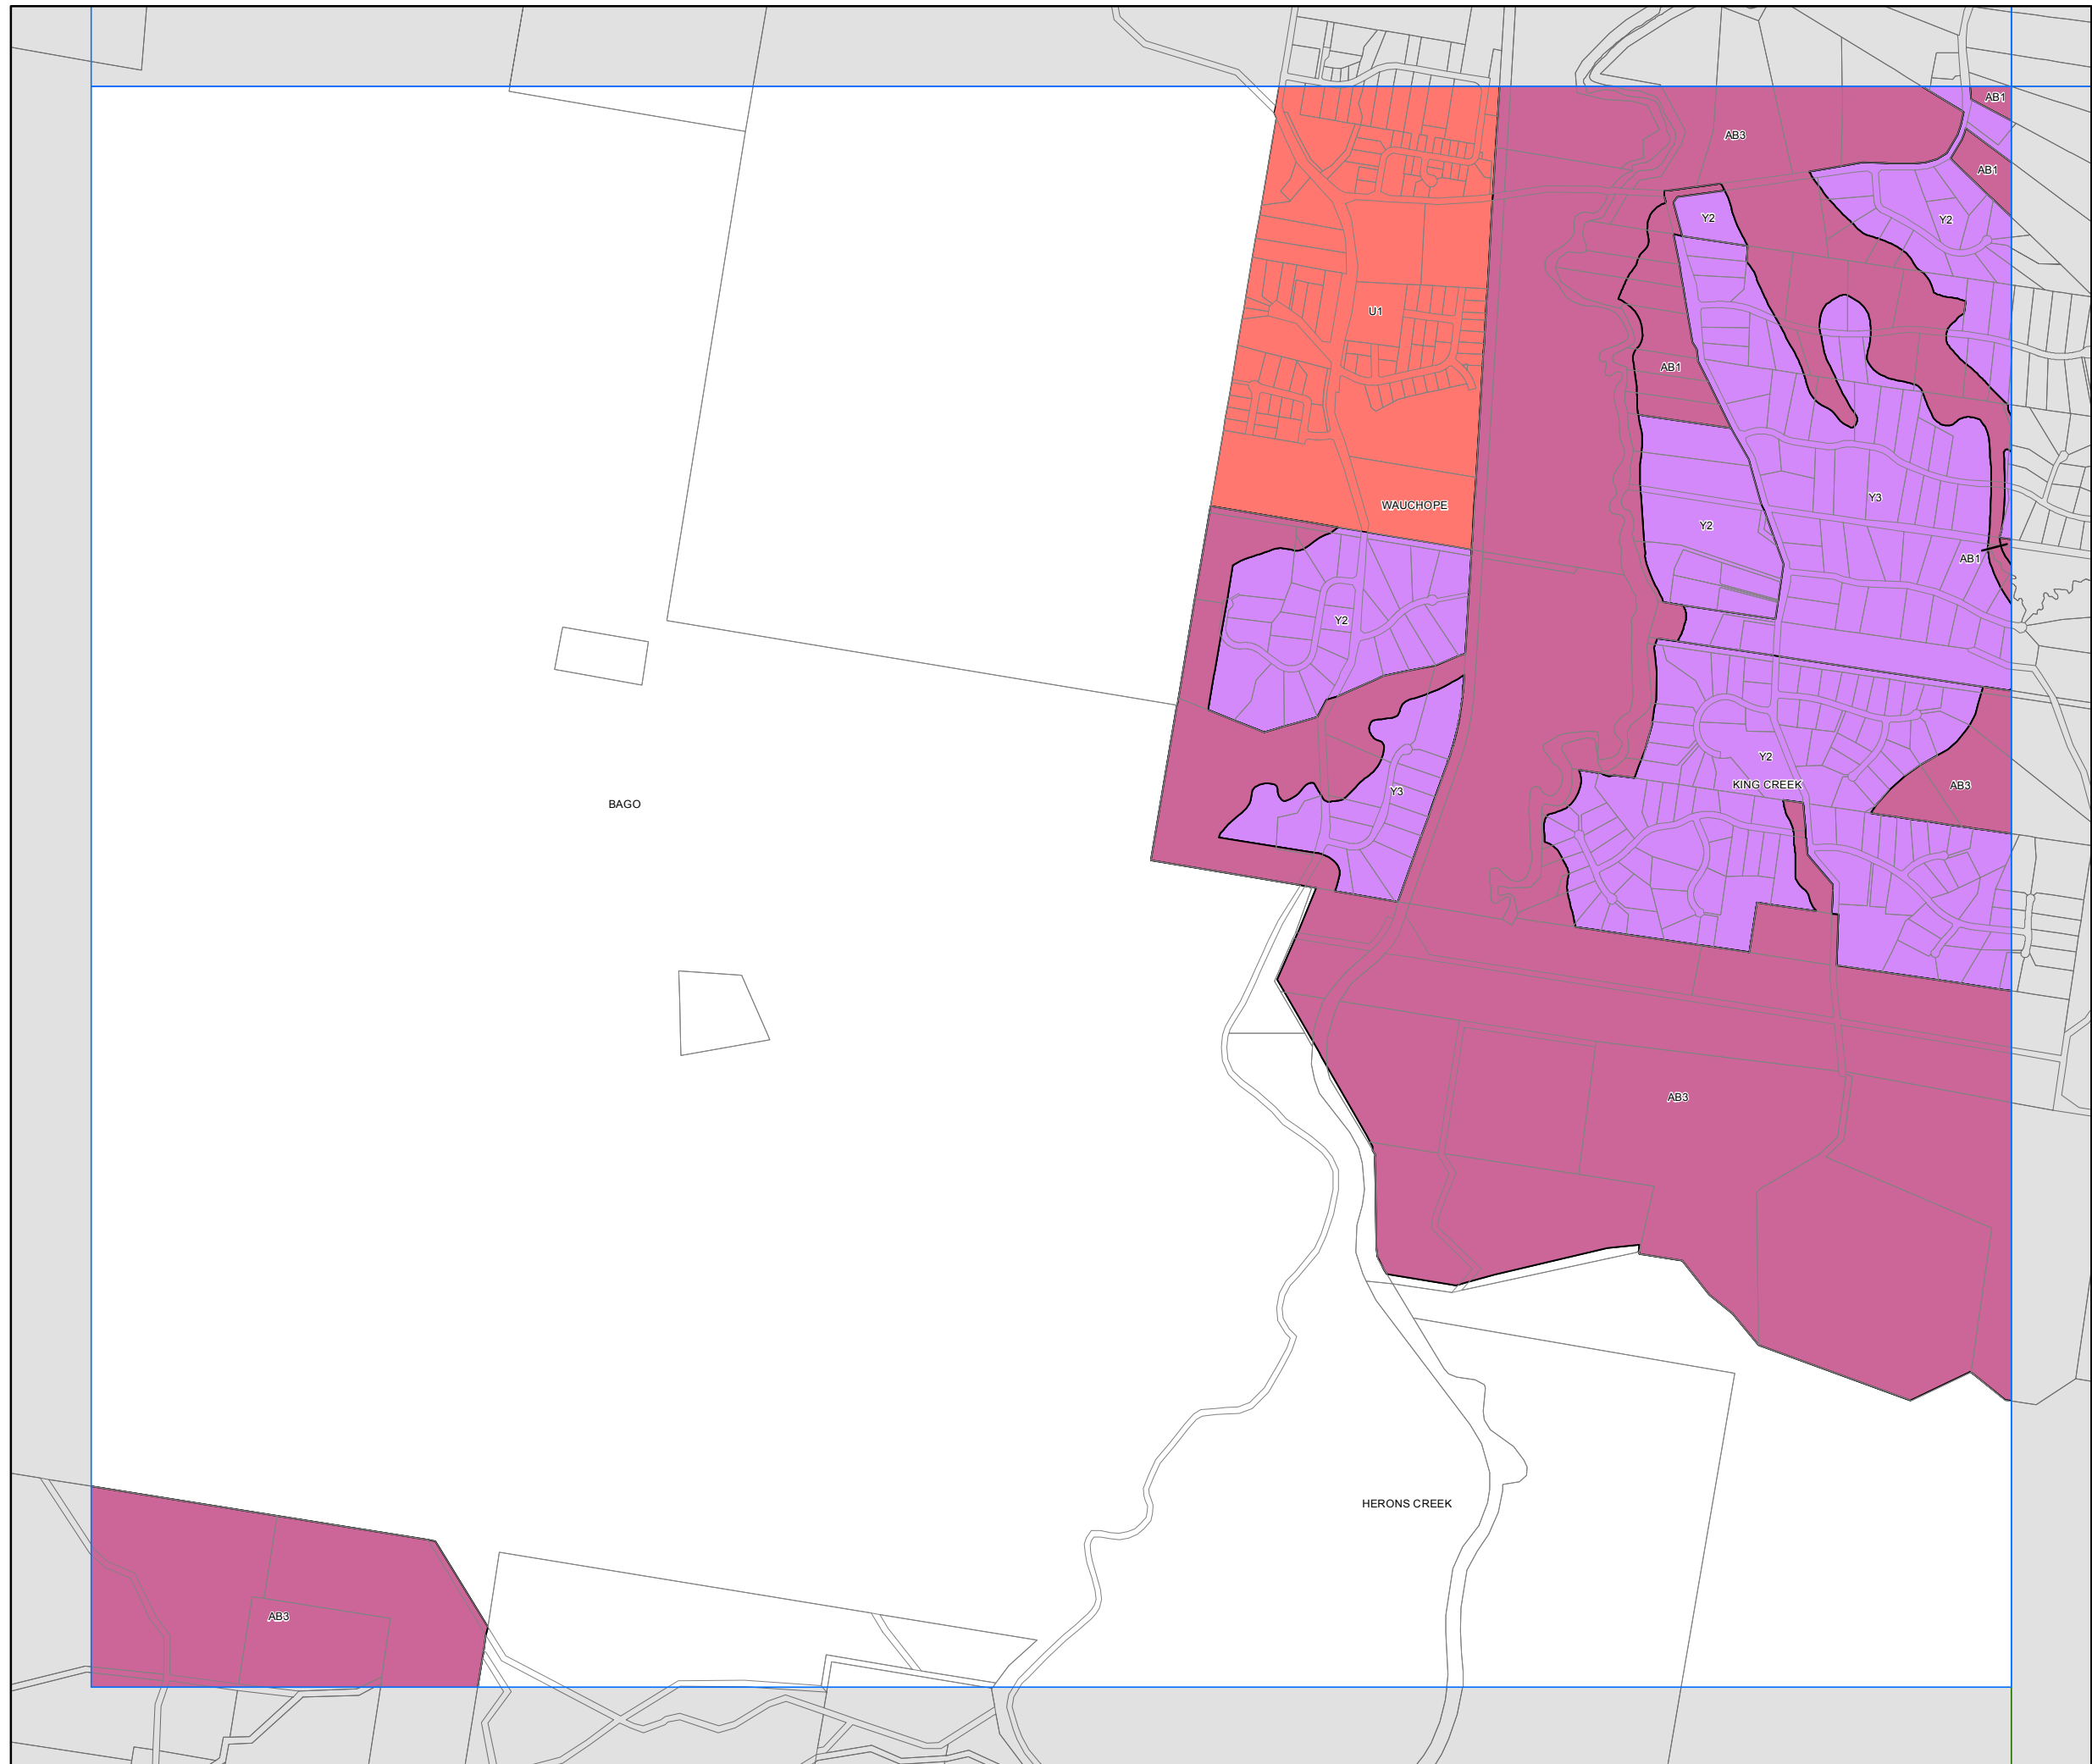 AB1
AB3
AB1
Y2
Y2
U1
AB1
Y3
WAUCHOPE
Y2
AB1
Y2
Y2
KING CREEK
AB3
Y3
BAGO
AB3
HERONS CREEK
AB3